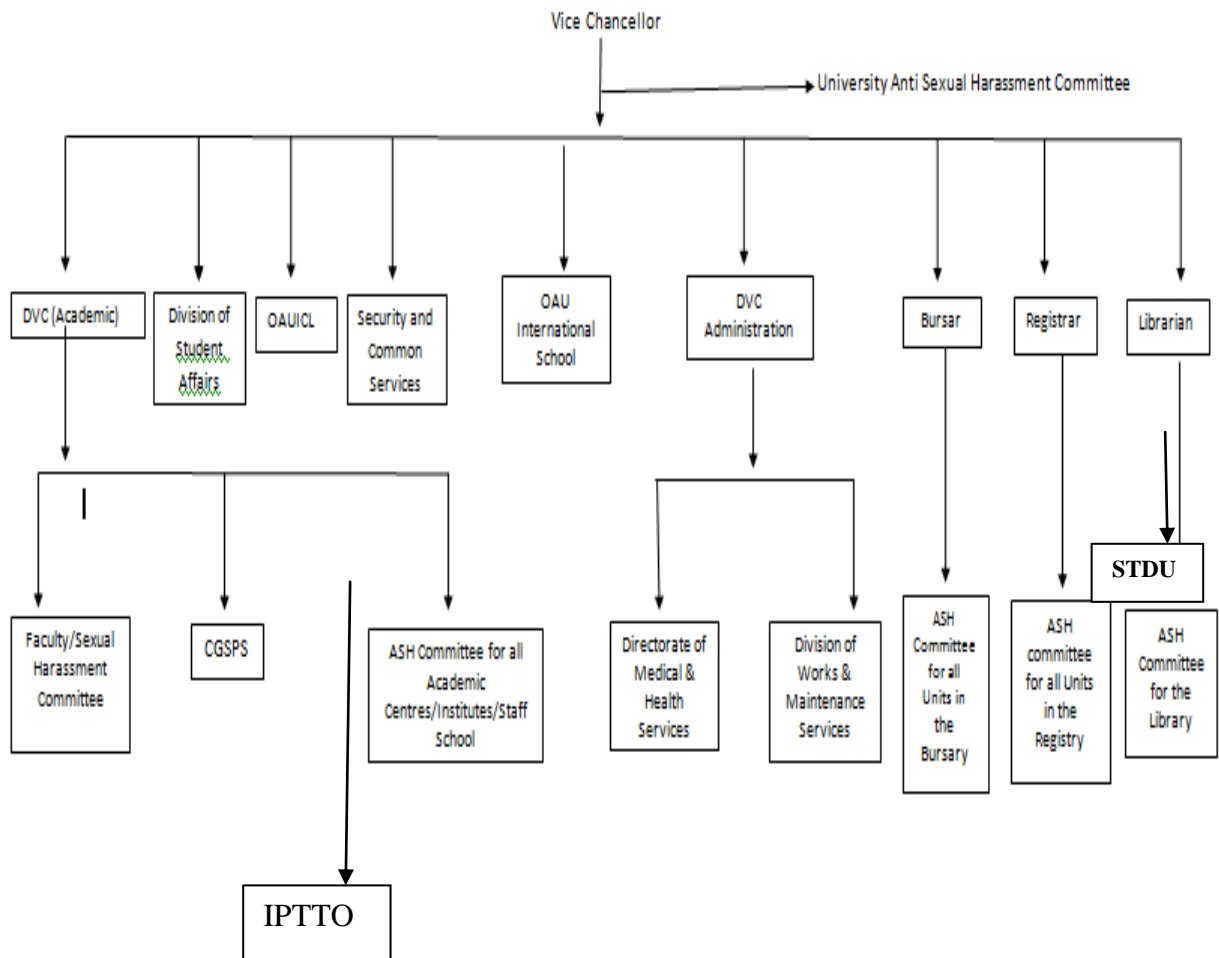 Vice Chancellor
University Anti Sexual Harassment Committee
DVC (Academic)
Division of
Student
Affairs
OAUICL
Security and
Common
Services
OAU
International
School
DVC
Administration
Bursar
Registrar
Librarian
STDU
Faculty/Sexual
Harassment
Committee
CGSPS
ASH Committee for all
Academic
Centres/Institutes/Staff
School
Directorate of
Medical &
Health
Services
Division of
Works &
Maintenance
Services
ASH
Committee
for all
Units in
the
Bursary
ASH
committee
for all Units
in the
Registry
ASH
Committee
for the
Library
IPTTO